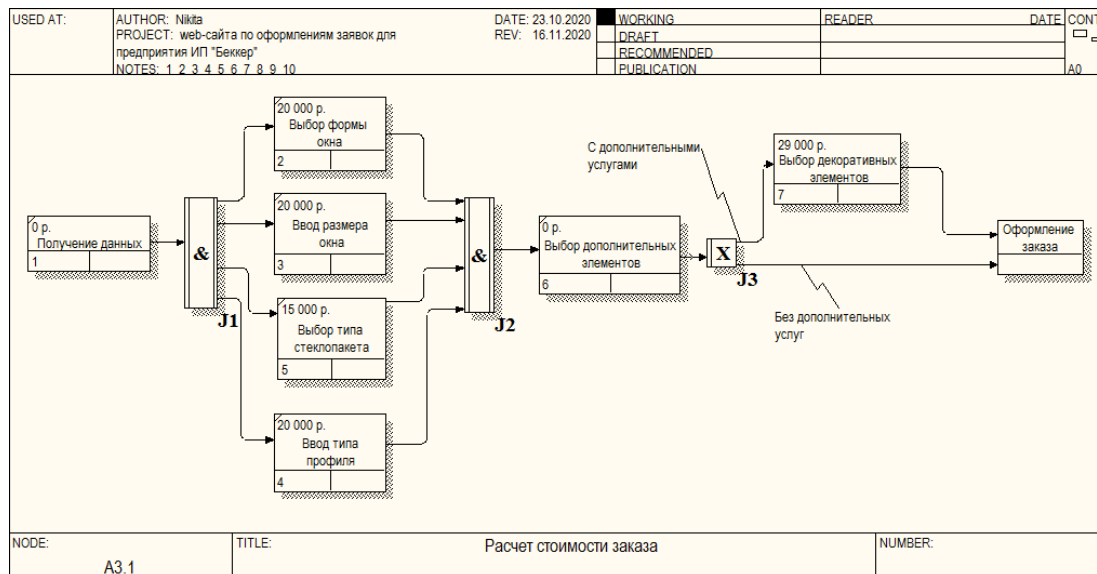 USED AT:
AUTHOR: Nikita
DATE: 23.10.2020
WORKING
READER
DATE
CONT
PROJECT: web-сайта по оформлениям заявок для
REV: 16.11.2020
DRAFT
предприятия ИП "Беккер"
RECOMMENDED
NOTES: 1 2 3 4 5 6 7 8 9 10
PUBLICATION
A0
0 р.
Получение данных
1
&
J1
20 000 р.
Выбор формы
окна
2
20 000 р.
Ввод размера
окна
3
15 000 р.
Выбор типа
стеклопакета
5
20 000 р.
Ввод типа
профиля
4
&
J2
0 р.
Выбор дополнительных
элементов
6
X
J3
С дополнительными
услугами
29 000 р.
Выбор декоративных
элементов
7
Без дополнительных
услуг
Оформление
заказа
NODE:
A3.1
TITLE:
Расчет стоимости заказа
NUMBER: